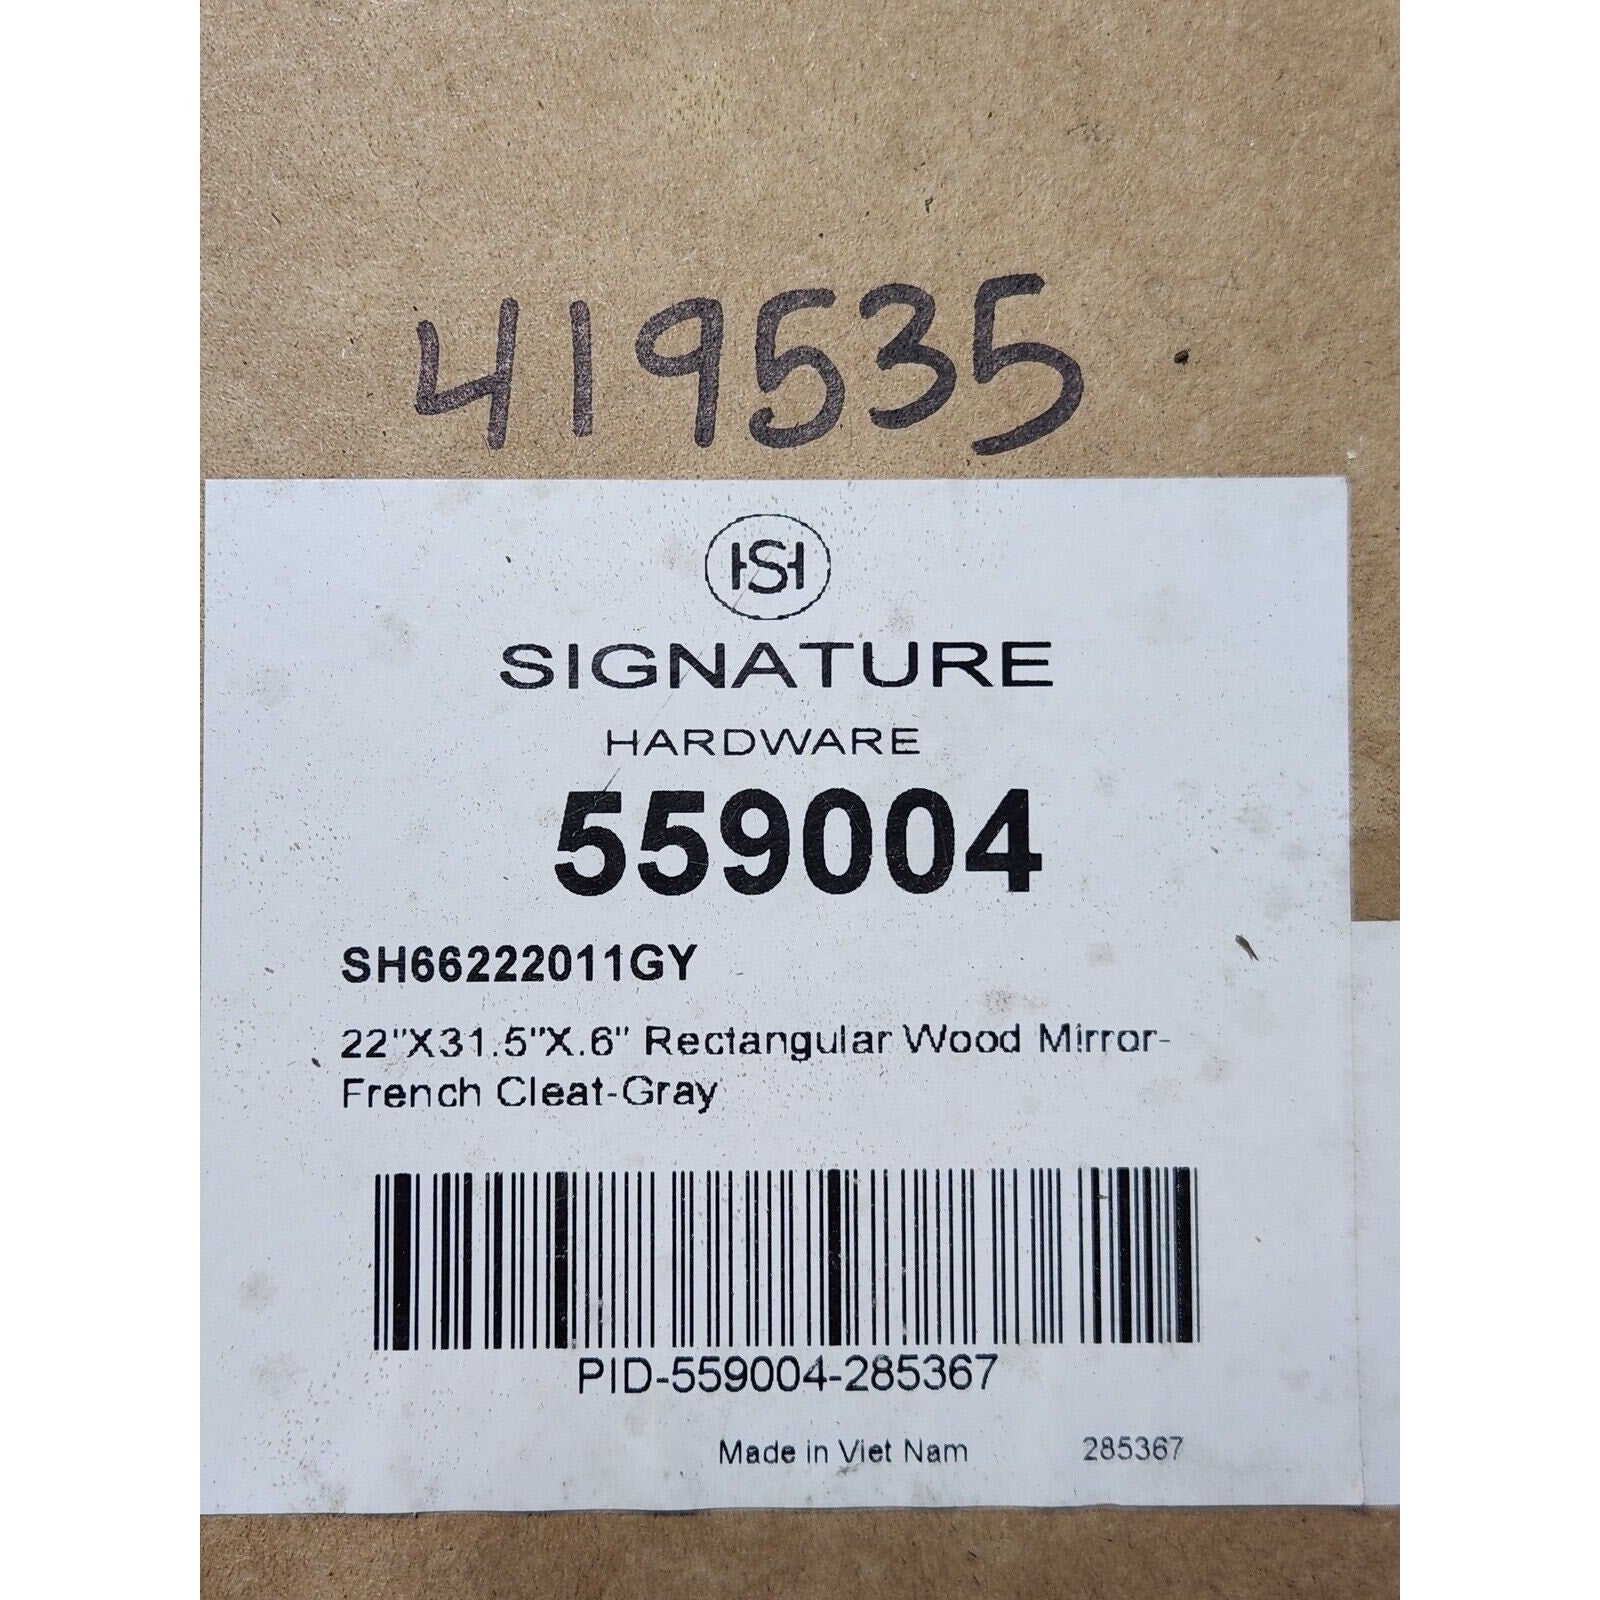 419535
HS
SIGNATURE
HARDWARE
559004
SH66222011GY
22"X31.5"X.6" Rectangular Wood Mirror-
French Cleat-Gray
PID-559004-285367
Made in Viet Nam 285367